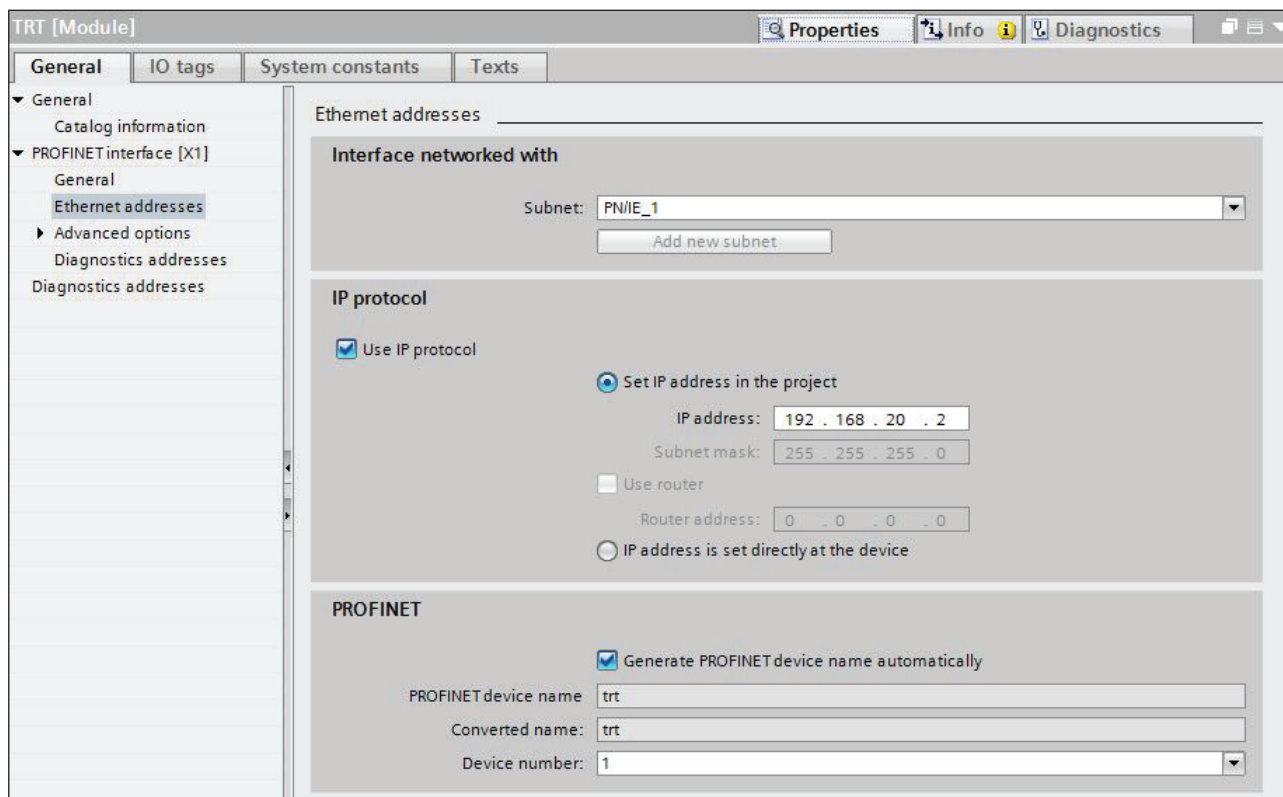 TRT [Module]
Properties
Info
Diagnostics
General
IO tags
System constants
Texts
General
Catalog information
PROFINET interface [X1]
General
Ethernet addresses
Advanced options
Diagnostics addresses
Diagnostics addresses
Ethernet addresses
Interface networked with
Subnet: PN/IE_1
Add new subnet
IP protocol
Use IP protocol
Set IP address in the project
IP address: 192 . 168 . 20 . 2
Subnet mask: 255 . 255 . 255 . 0
Use router
Router address: 0 . 0 . 0 . 0
IP address is set directly at the device
PROFINET
Generate PROFINET device name automatically
PROFINET device name trt
Converted name: trt
Device number: 1